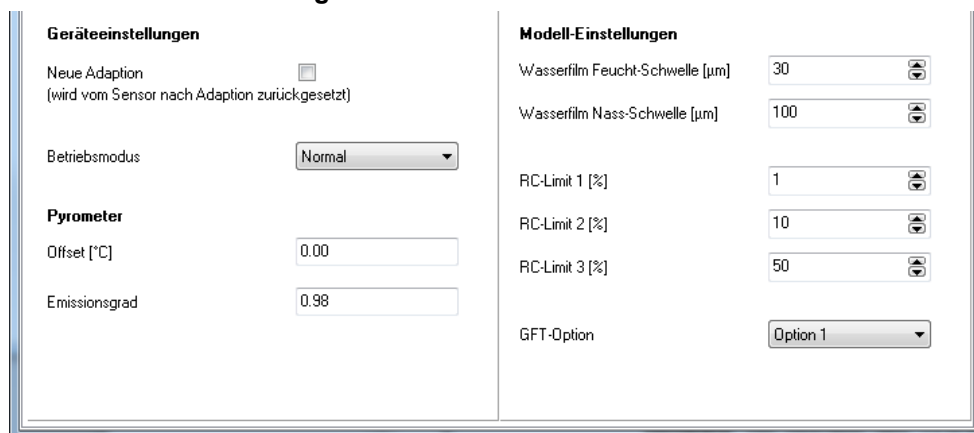 Geräteeinstellungen
Neue Adaption
(wird vom Sensor nach Adaption zurückgesetzt)
Betriebsmodus Normal
Pyrometer
Offset [°C] 0.00
Emissionsgrad 0.98
Modell-Einstellungen
Wasserfilm Feucht-Schwelle [µm] 30
Wasserfilm Nass-Schwelle [µm] 100
RC-Limit 1 [%] 1
RC-Limit 2 [%] 10
RC-Limit 3 [%] 50
GFT-Option Option 1